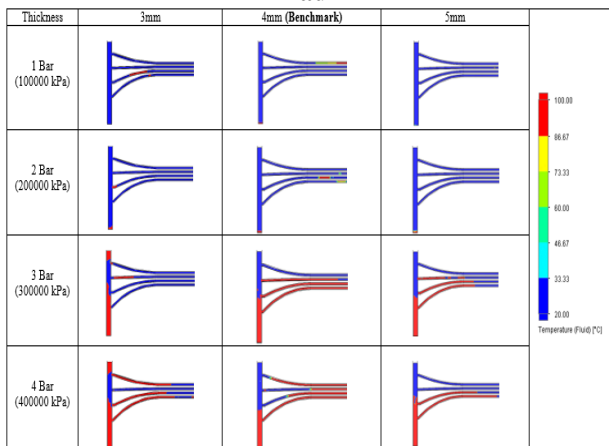 Thickness 3mm 4mm (Benchmark) 5mm
1 Bar
(100000 kPa)
2 Bar
(200000 kPa)
3 Bar
(300000 kPa)
4 Bar
(400000 kPa)
100.00
86.67
73.33
60.00
46.67
33.33
20.00
Temperature (Fluid) [°C]